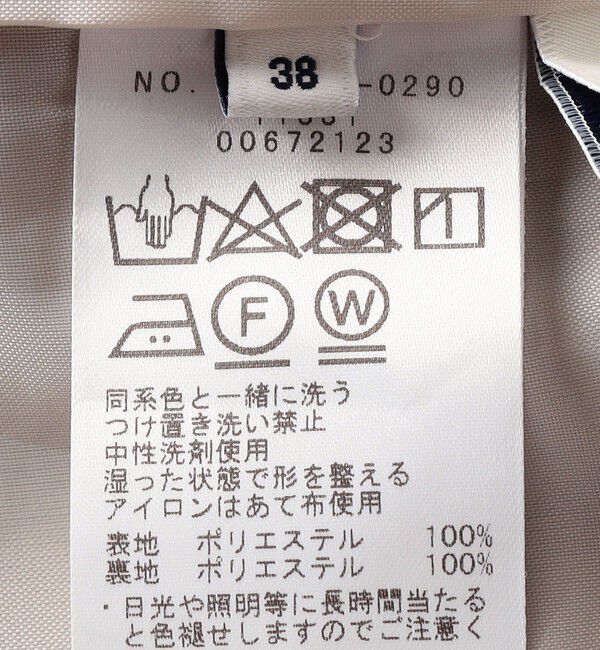 38
NO. -0290
00672123
F
W
同系色と一緒に洗う
つけ置き洗い禁止
中性洗剤使用
湿った状態で形を整える
アイロンはあて布使用
表地 ポリエステル 100%
裏地 ポリエステル 100%
・日光や照明等に長時間当たる
と色褪せしますのでご注意く